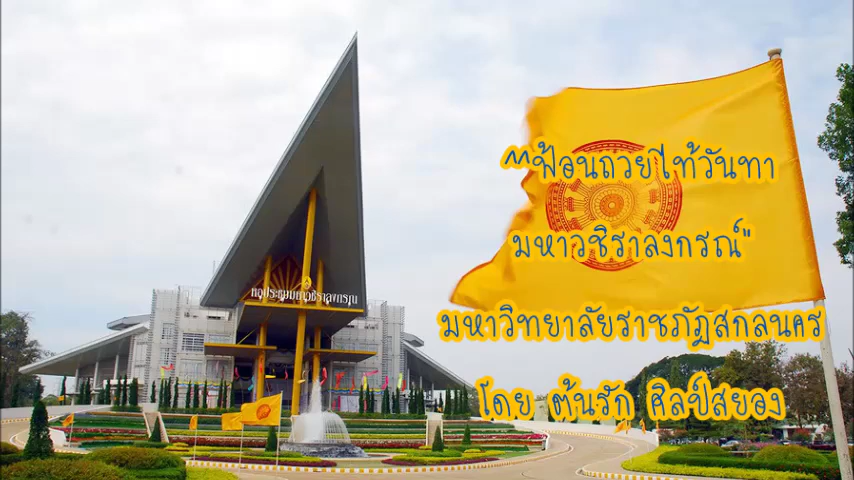 หอประชุมมหาวชิราลงกรณ
"ฟ้อนถวยไท้วันทา
มหาวชิราลงกรณ์"
มหาวิทยาลัยราชภัฏสกลนคร
โดย ต้นรัก ศิลป์สยอง